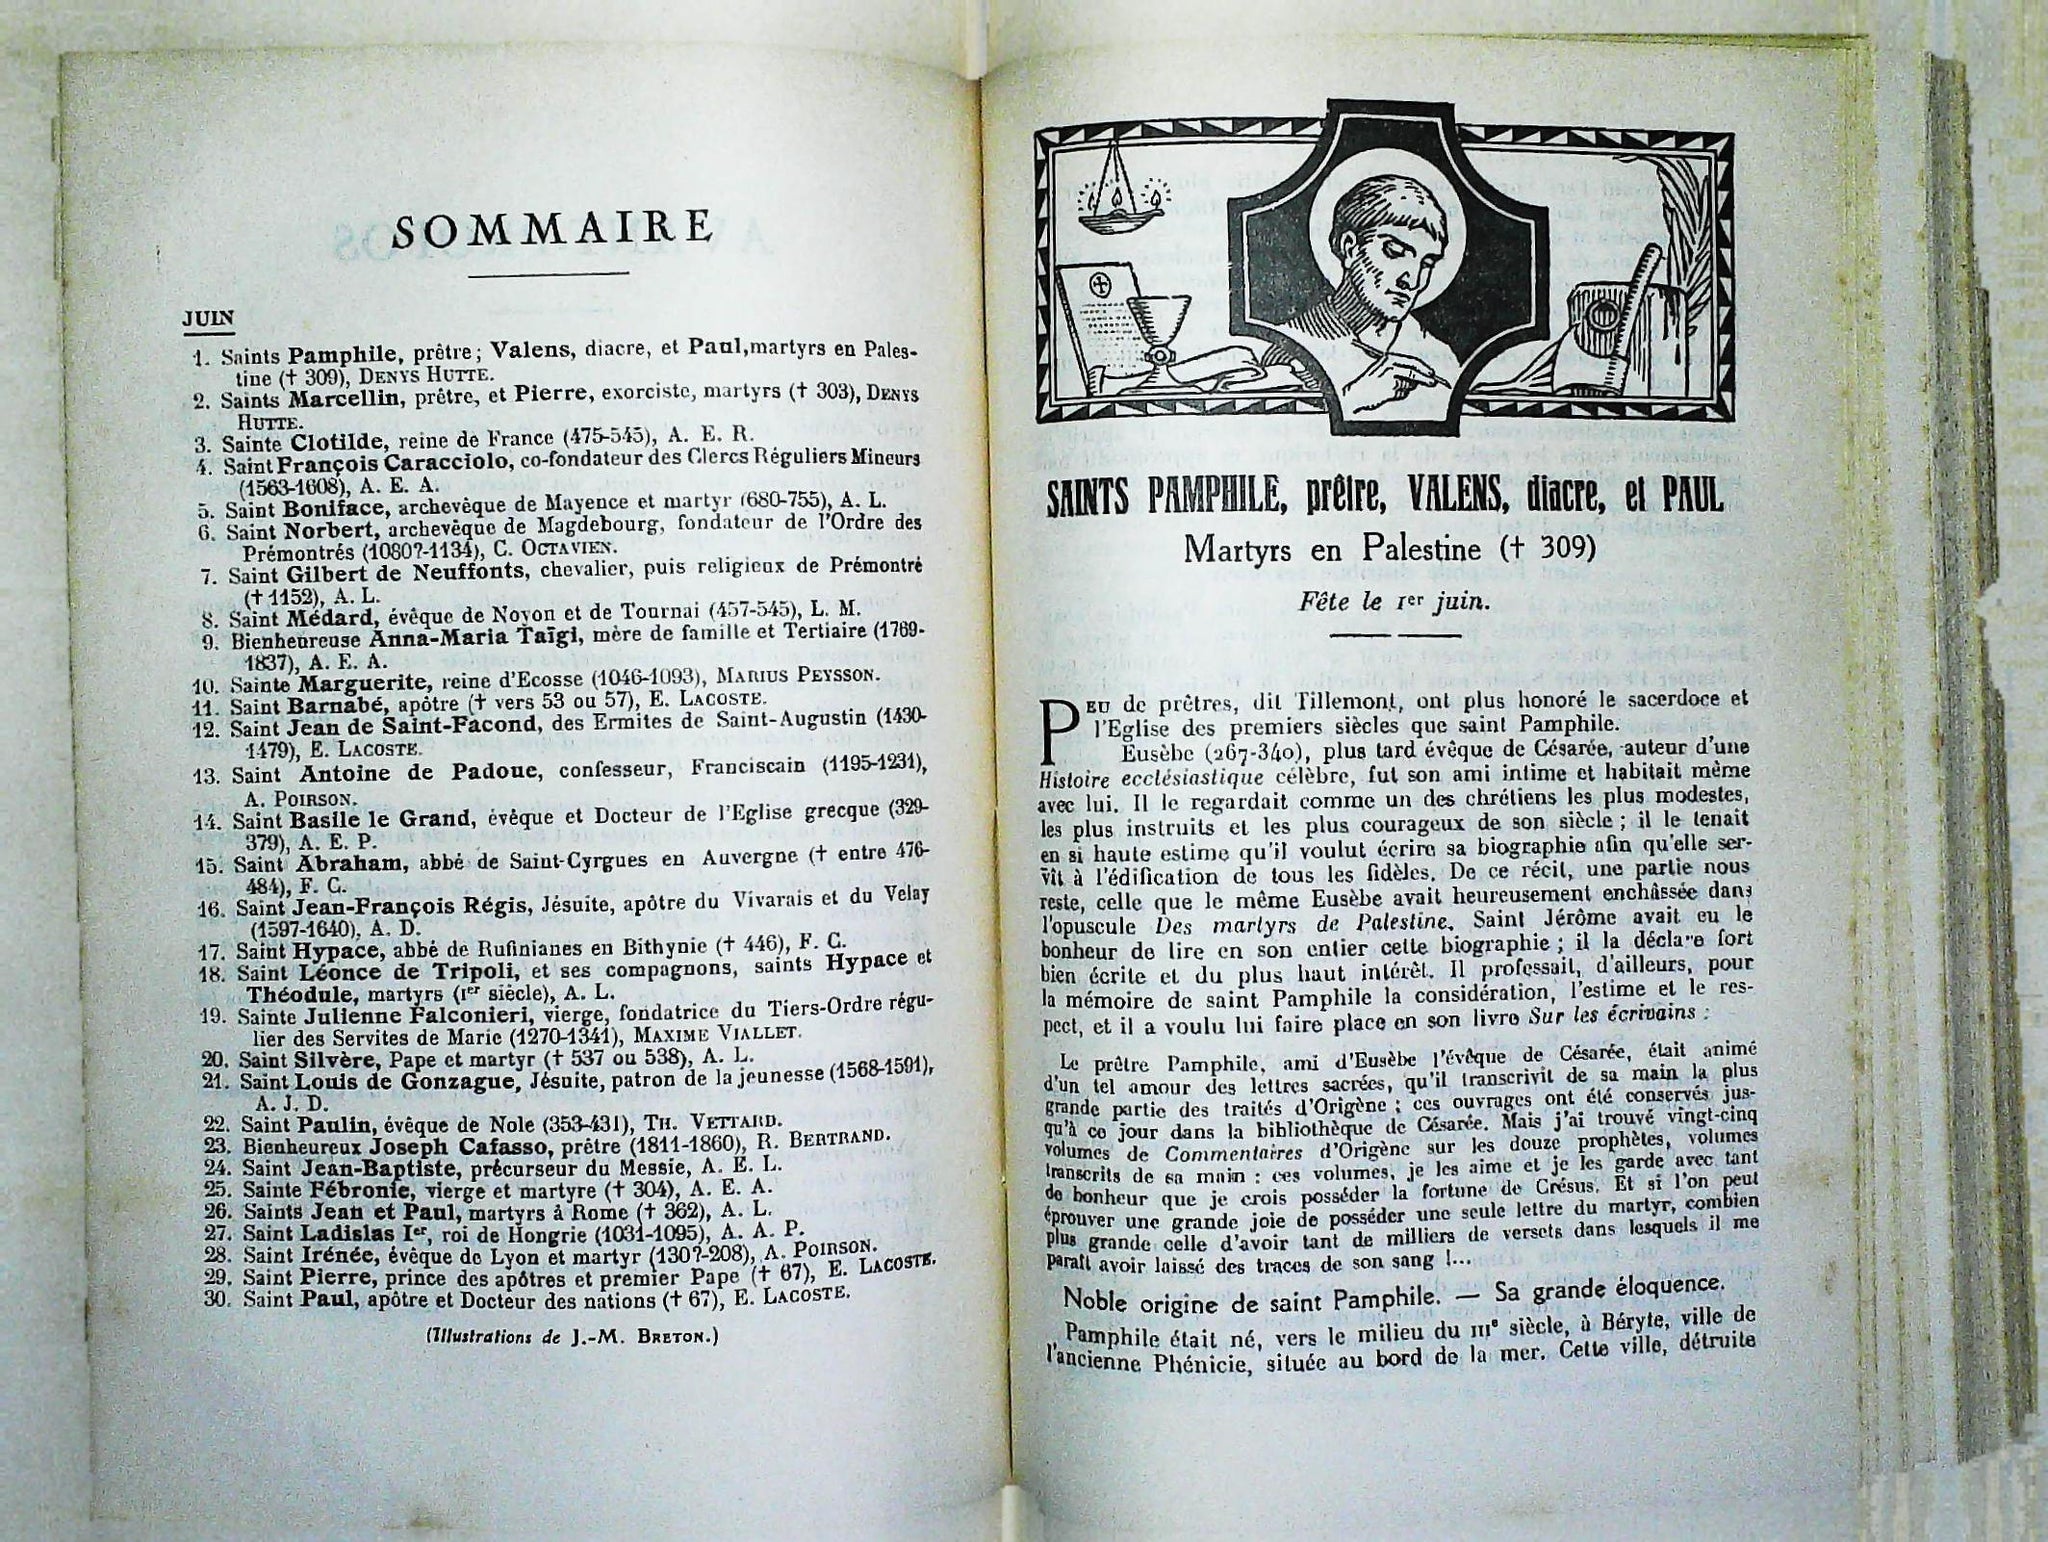 SOMMAIRE
JUIN
1. Saints Pamphile, prêtre; Valens, diacre, et Paul, martyrs en Pales-
tine († 309), DENYS HUTTE.
2. Saints Marcellin, prêtre, et Pierre, exorciste, martyrs († 303), DENYS
HUTTE.
3. Sainte Clotilde, reine de France (475-545), A. E. R.
4. Saint François Caracciolo, co-fondateur des Clercs Réguliers Mineurs
(1563-1608), A. E. A.
5. Saint Boniface, archevêque de Mayence et martyr (680-755), A. L.
6. Saint Norbert, archevêque de Magdebourg, fondateur de l'Ordre des
Prémontrés (1080?-1134), C. OCTAVIEN.
7. Saint Gilbert de Neuffonts, chevalier, puis religieux de Prémontré
(† 1152), A. L.
8. Saint Médard, évêque de Noyon et de Tournai (457-545), L. M.
9. Bienheureuse Anna-Maria Taïgi, mère de famille et Tertiaire (1769-
1837), A. E. A.
10. Sainte Marguerite, reine d'Ecosse (1046-1093), MARIUS PEYSSON.
11. Saint Barnabé, apôtre († vers 53 ou 57), E. LACOSTE.
12. Saint Jean de Saint-Facond, des Ermites de Saint-Augustin (1430-
1479), E. LACOSTE.
13. Saint Antoine de Padoue, confesseur, Franciscain (1195-1231),
A. POIRSON.
14. Saint Basile le Grand, évêque et Docteur de l'Eglise grecque (329-
379), A. E. P.
15. Saint Abraham, abbé de Saint-Cyrgues en Auvergne († entre 476-
484), F. C.
16. Saint Jean-François Régis, Jésuite, apôtre du Vivarais et du Velay
(1597-1640), A. D.
17. Saint Hypace, abbé de Rufinianes en Bithynie († 446), F. C.
18. Saint Léonce de Tripoli, et ses compagnons, saints Hypace et
Théodule, martyrs (Ier siècle), A. L.
19. Sainte Julienne Falconieri, vierge, fondatrice du Tiers-Ordre régu-
lier des Servites de Marie (1270-1341), MAXIME VIALLET.
20. Saint Silvère, Pape et martyr († 537 ou 538), A. L.
21. Saint Louis de Gonzague, Jésuite, patron de la jeunesse (1568-1591),
A. J. D.
22. Saint Paulin, évêque de Nole (353-431), TH. VETTARD.
23. Bienheureux Joseph Cafasso, prêtre (1811-1860), R. BERTRAND.
24. Saint Jean-Baptiste, précurseur du Messie, A. E. L.
25. Sainte Fébronie, vierge et martyre († 304), A. E. A.
26. Saints Jean et Paul, martyrs à Rome († 362), A. L.
27. Saint Ladislas Ier, roi de Hongrie (1031-1095), A. A. P.
28. Saint Irénée, évêque de Lyon et martyr (130?-208), A. POIRSON.
29. Saint Pierre, prince des apôtres et premier Pape († 67), E. LACOSTE.
30. Saint Paul, apôtre et Docteur des nations († 67), E. LACOSTE.
(Illustrations de J.-M. BRETON.)
SAINTS PAMPHILE, prêtre, VALENS, diacre, et PAUL
Martyrs en Palestine († 309)
Fête le 1er juin.
PEU de prêtres, dit Tillemont, ont plus honoré le sacerdoce et
l'Eglise des premiers siècles que saint Pamphile.
Eusèbe (267-340), plus tard évêque de Césarée, auteur d'une
Histoire ecclésiastique célèbre, fut son ami intime et habitait même
avec lui. Il le regardait comme un des chrétiens les plus modestes,
les plus instruits et les plus courageux de son siècle ; il le tenait
en si haute estime qu'il voulut écrire sa biographie afin qu'elle ser-
vît à l'édification de tous les fidèles. De ce récit, une partie nous
reste, celle que le même Eusèbe avait heureusement enchâssée dans
l'opuscule Des martyrs de Palestine. Saint Jérôme avait eu le
bonheur de lire en son entier cette biographie ; il la déclare fort
bien écrite et du plus haut intérêt. Il professait, d'ailleurs, pour
la mémoire de saint Pamphile la considération, l'estime et le res-
pect, et il a voulu lui faire place en son livre Sur les écrivains :
Le prêtre Pamphile, ami d'Eusèbe l'évêque de Césarée, était animé
d'un tel amour des lettres sacrées, qu'il transcrivit de sa main la plus
grande partie des traités d'Origène ; ces ouvrages ont été conservés jus-
qu'à ce jour dans la bibliothèque de Césarée. Mais j'ai trouvé vingt-cinq
volumes de Commentaires d'Origène sur les douze prophètes, volumes
transcrits de sa main : ces volumes, je les aime et je les garde avec tant
de bonheur que je crois posséder la fortune de Crésus. Et si l'on peut
éprouver une grande joie de posséder une seule lettre du martyr, combien
plus grande celle d'avoir tant de milliers de versets dans lesquels il me
paraît avoir laissé des traces de son sang !...
Noble origine de saint Pamphile. — Sa grande éloquence.
Pamphile était né, vers le milieu du IIIe siècle, à Béryte, ville de
l'ancienne Phénicie, située au bord de la mer. Cette ville, détruite